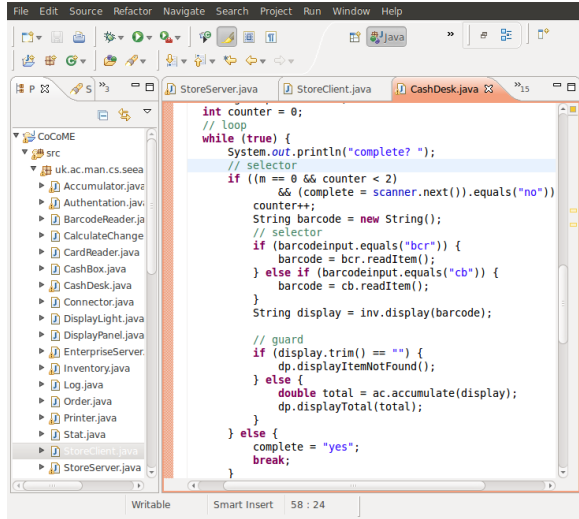 File Edit Source Refactor Navigate Search Project Run Window Help
Java »
P S »3
StoreServer.java StoreClient.java CashDesk.java »15
CoCoME
src
uk.ac.man.cs.seea
Accumulator.java
Authentation.java
BarcodeReader.ja
CalculateChange
CardReader.java
CashBox.java
CashDesk.java
Connector.java
DisplayLight.java
DisplayPanel.java
EnterpriseServer.
Inventory.java
Log.java
Order.java
Printer.java
Stat.java
StoreClient.java
StoreServer.java
int counter = 0;
// loop
while (true) {
System.out.println("complete? ");
// selector
if ((m == 0 && counter < 2)
&& (complete = scanner.next()).equals("no"))
counter++;
String barcode = new String();
// selector
if (barcodeinput.equals("bcr")) {
barcode = bcr.readItem();
} else if (barcodeinput.equals("cb")) {
barcode = cb.readItem();
}
String display = inv.display(barcode);
// guard
if (display.trim() == "") {
dp.displayItemNotFound();
} else {
double total = ac.accumulate(display);
dp.displayTotal(total);
}
} else {
complete = "yes";
break;
}
Writable Smart Insert 58 : 24